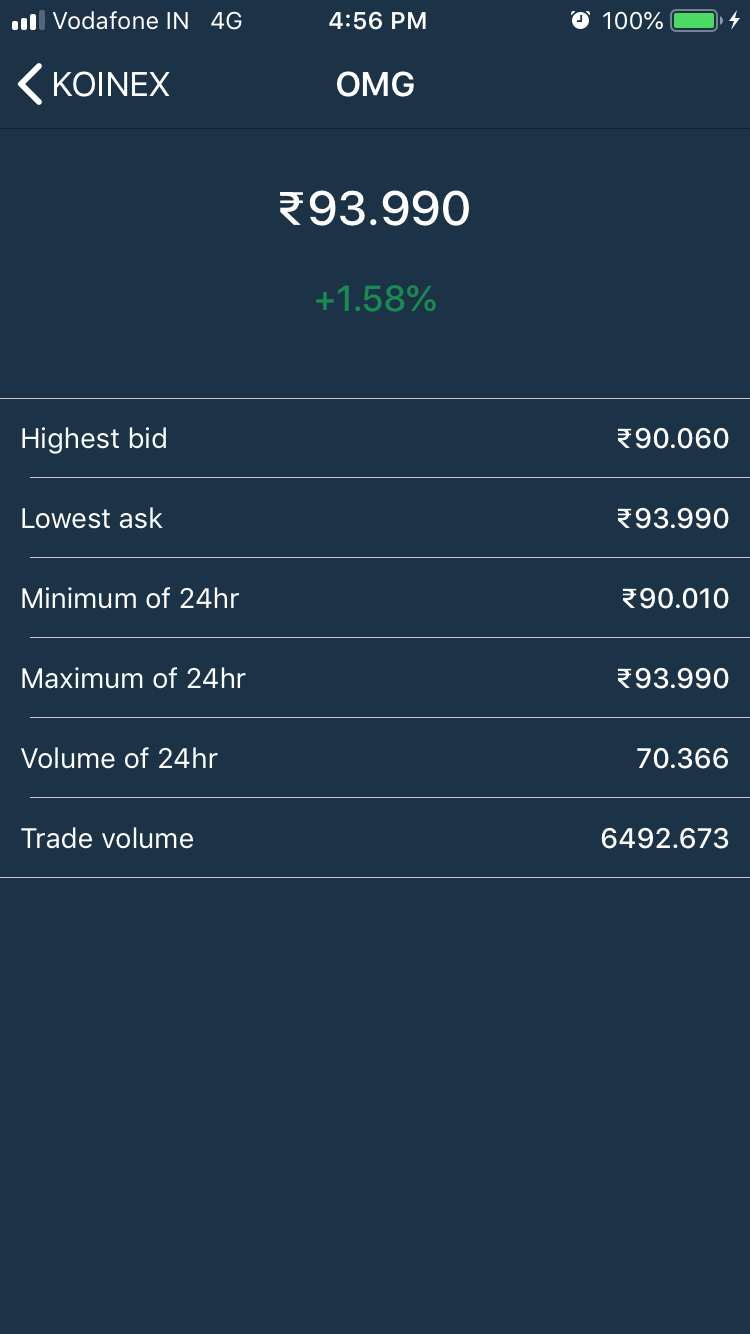 Vodafone IN 4G 4:56 PM 100%
KOINEX OMG
₹93.990
+1.58%
Highest bid ₹90.060
Lowest ask ₹93.990
Minimum of 24hr ₹90.010
Maximum of 24hr ₹93.990
Volume of 24hr 70.366
Trade volume 6492.673